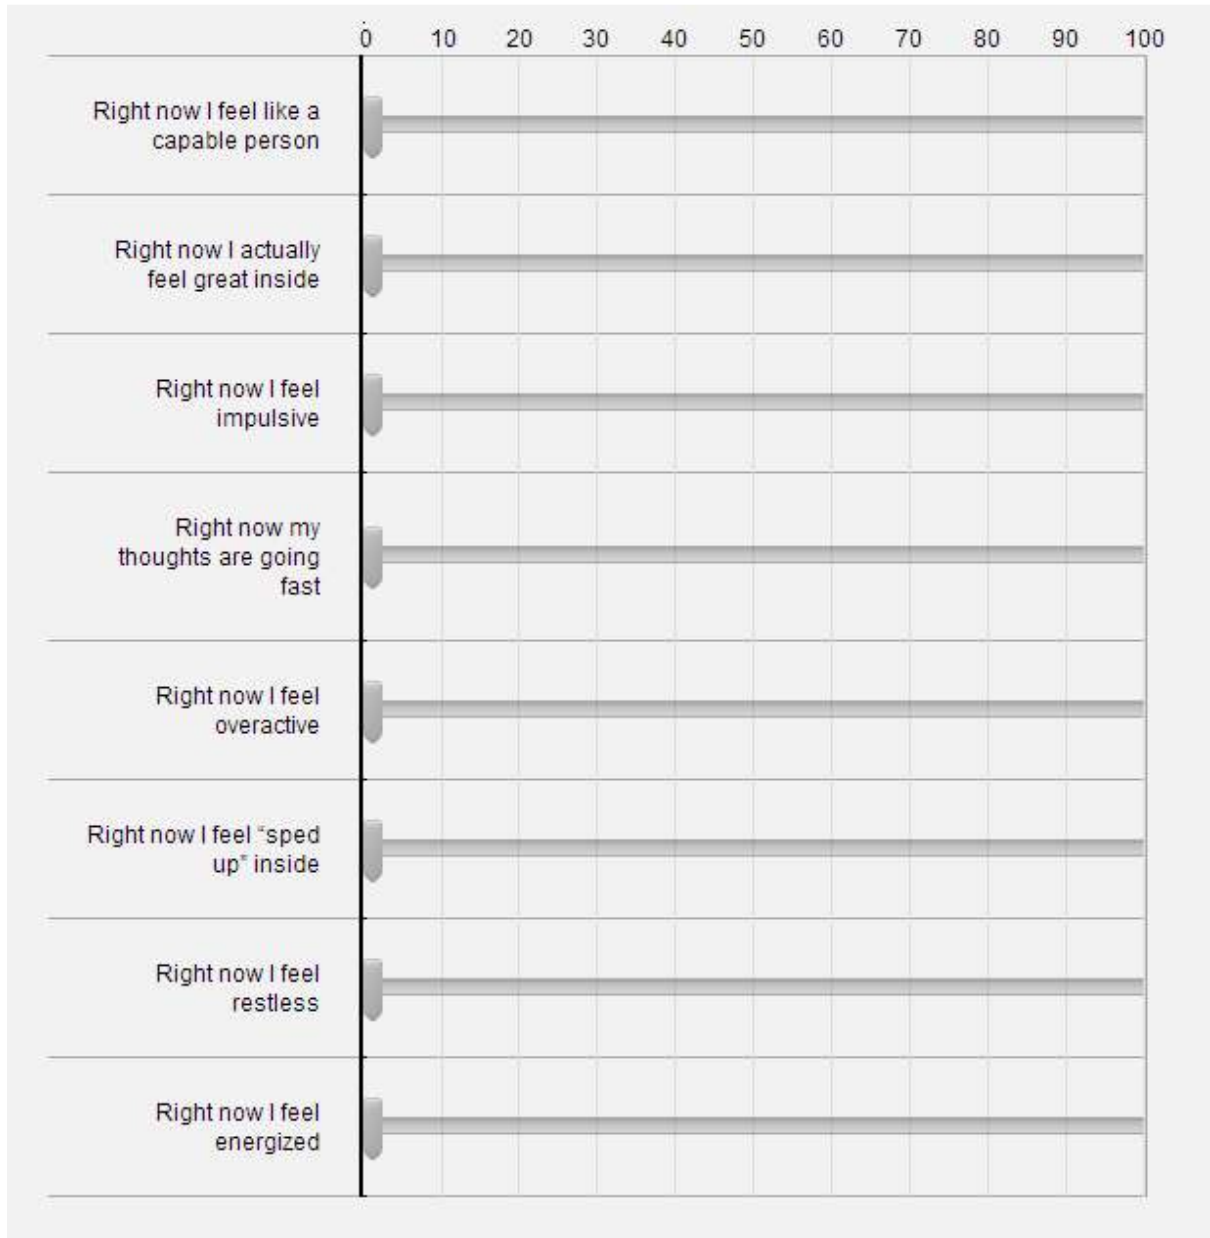 0 10 20 30 40 50 60 70 80 90 100
Right now I feel like a
capable person
Right now I actually
feel great inside
Right now I feel
impulsive
Right now my
thoughts are going
fast
Right now I feel
overactive
Right now I feel “sped
up” inside
Right now I feel
restless
Right now I feel
energized